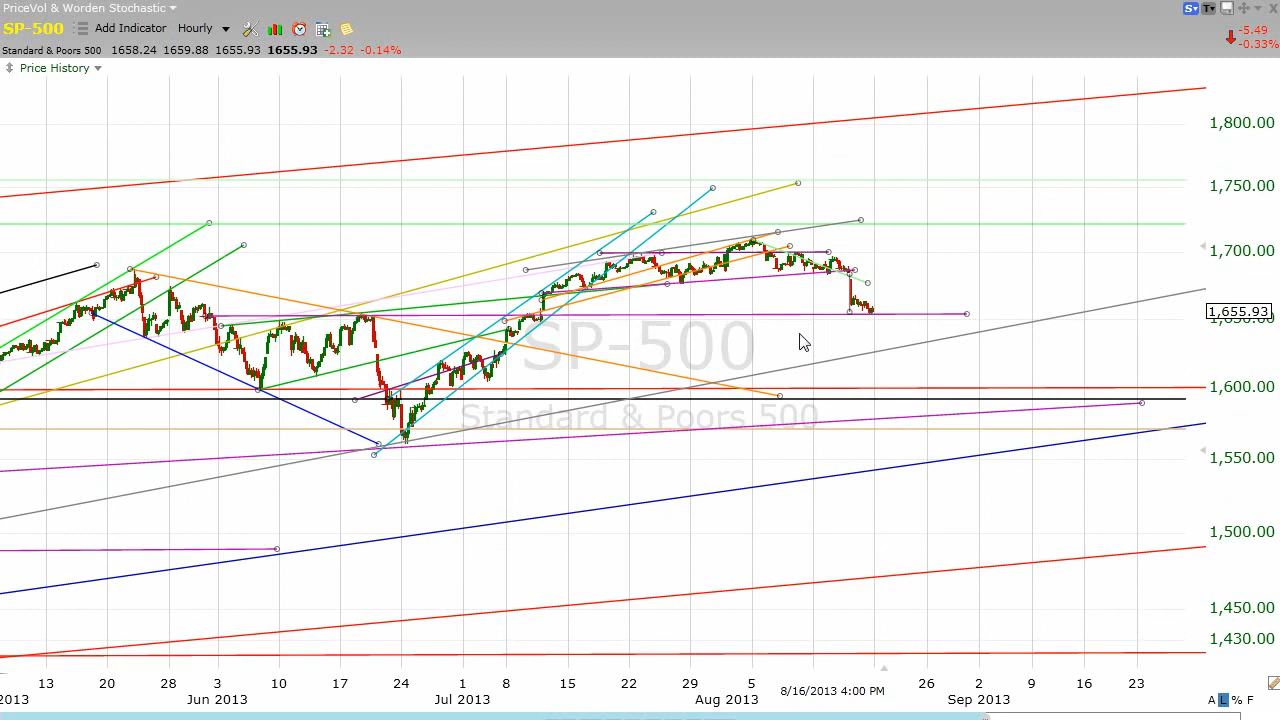 PriceVol & Worden Stochastic
SP-500 Add Indicator Hourly
Standard & Poors 500 1658.24 1659.88 1655.93 1655.93 -2.32 -0.14%
S T
-5.49
-0.33%
Price History
1,800.00
1,750.00
1,700.00
1,655.93
1,600.00
1,550.00
1,500.00
1,450.00
1,430.00
SP-500
Standard & Poors 500
13 20 28 3 10 17 24 1 8 15 22 29 5 8/16/2013 4:00 PM 26 2 9 16 23
2013 Jun 2013 Jul 2013 Aug 2013 Sep 2013
A L % F